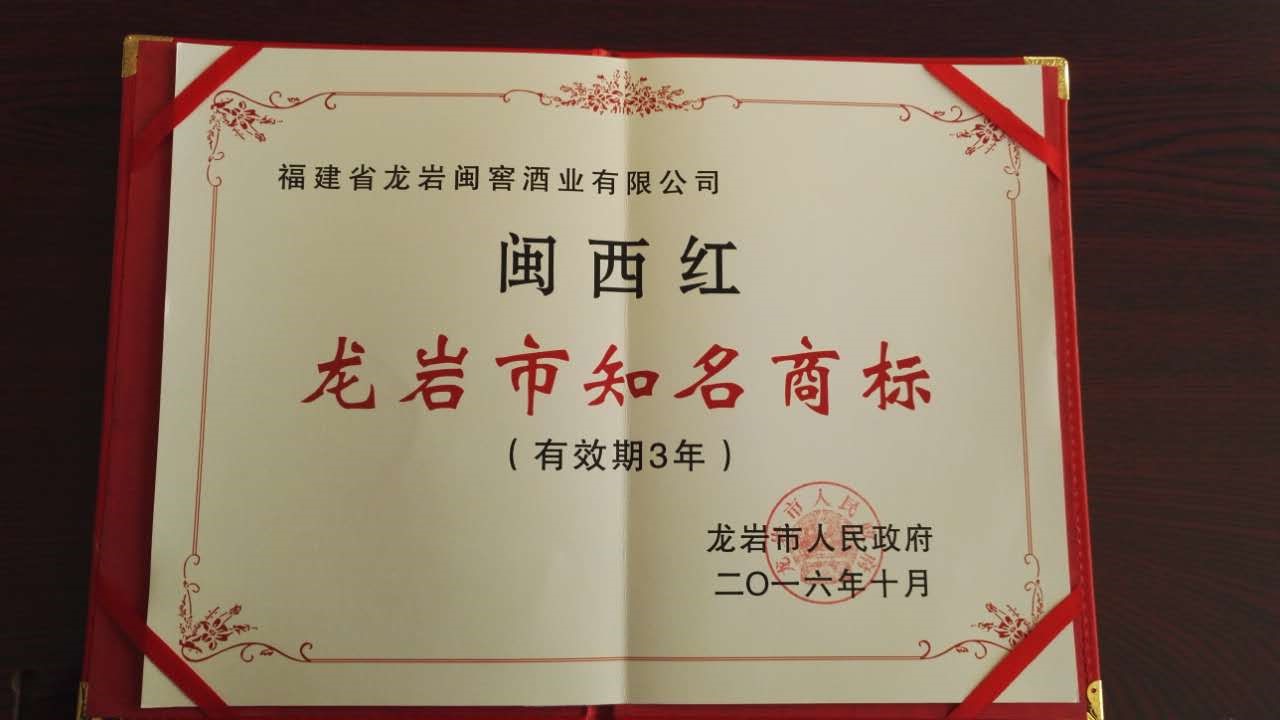 福建省龙岩闽窖酒业有限公司
闽西红
龙岩市知名商标
（有效期3年）
龙岩市人民政府
二〇一六年十月